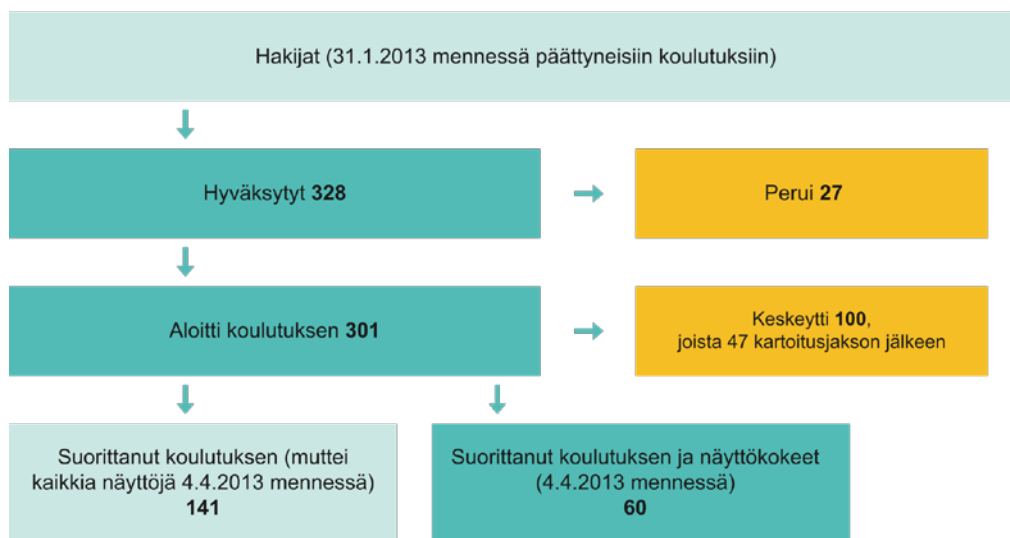 Hakijat (31.1.2013 mennessä päättyneisiin koulutuksiin)
Hyväksytyt 328
Perui 27
Aloitti koulutuksen 301
Keskeytti 100,
joista 47 kartoitusjakson jälkeen
Suorittanut koulutuksen (muttei
kaikkia näyttöjä 4.4.2013 mennessä)
141
Suorittanut koulutuksen ja näyttökokeet
(4.4.2013 mennessä)
60